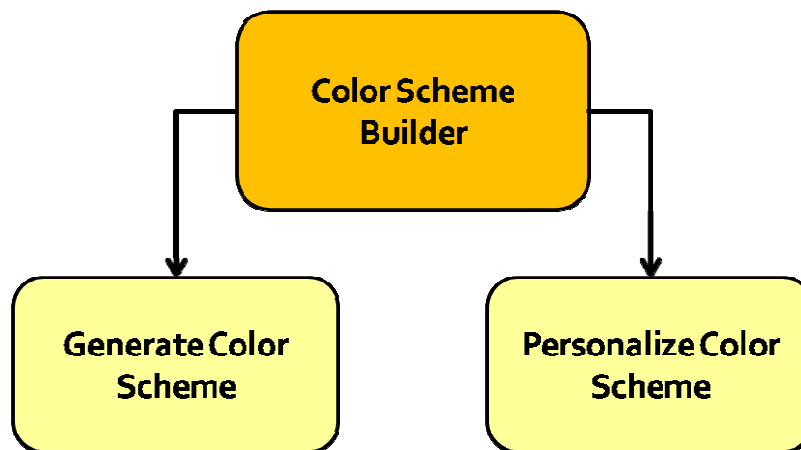 Color Scheme
Builder
Generate Color
Scheme
Personalize Color
Scheme